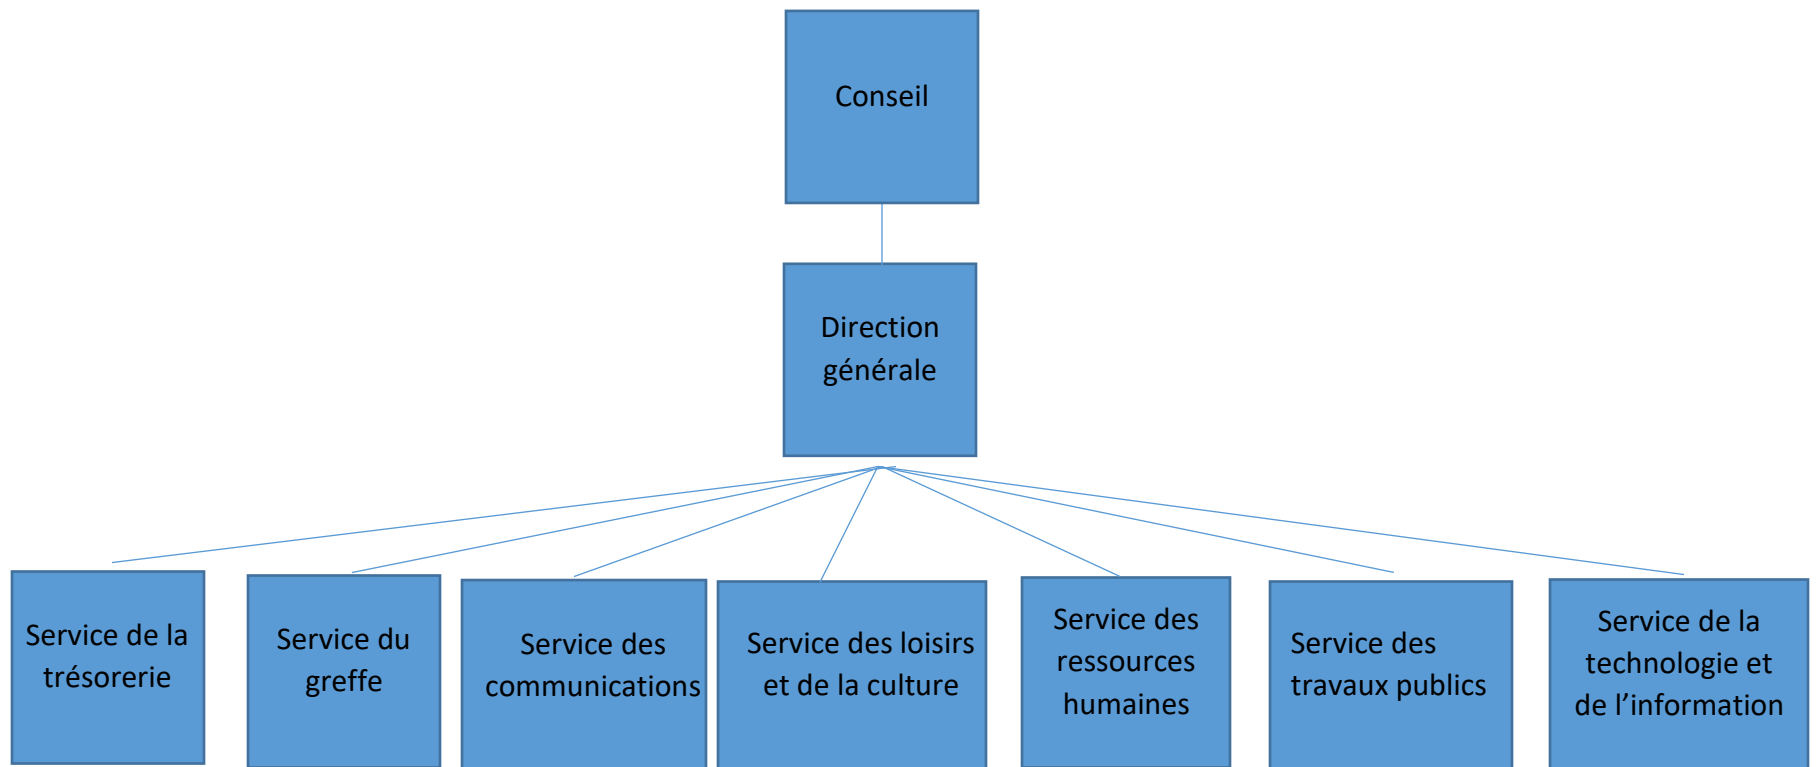 Conseil
Direction
générale
Service de la
trésorerie
Service du
greffe
Service des
communications
Service des loisirs
et de la culture
Service des
ressources
humaines
Service des
travaux publics
Service de la
technologie et
de l’information